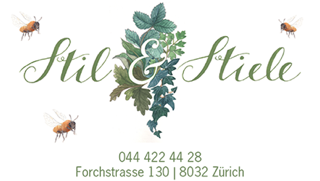 Stil & Stiele
044 422 44 28
Forchstrasse 130 | 8032 Zürich